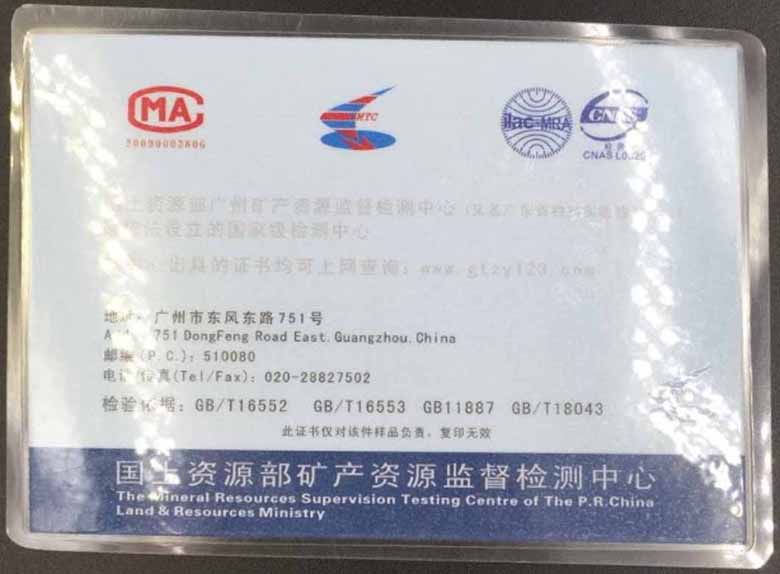 MA
MTC
ilac-MRA
CNAS
土资源部广州矿产资源监督检测中心
法设立的国家级检测中心
出具的证书均可上网查询：www.gtzy123.com
地址：广州市东风东路751号
751 DongFeng Road East.Guangzhou.China
邮编(P.C.)：510080
电话/传真(Tel/Fax)：020-28827502
检验依据：GB/T16552 GB/T16553 GB11887 GB/T18043
此证书仅对该件样品负责，复印无效
国土资源部矿产资源监督检测中心
The Mineral Resources Supervision Testing Centre of The P.R.China
Land & Resources Ministry